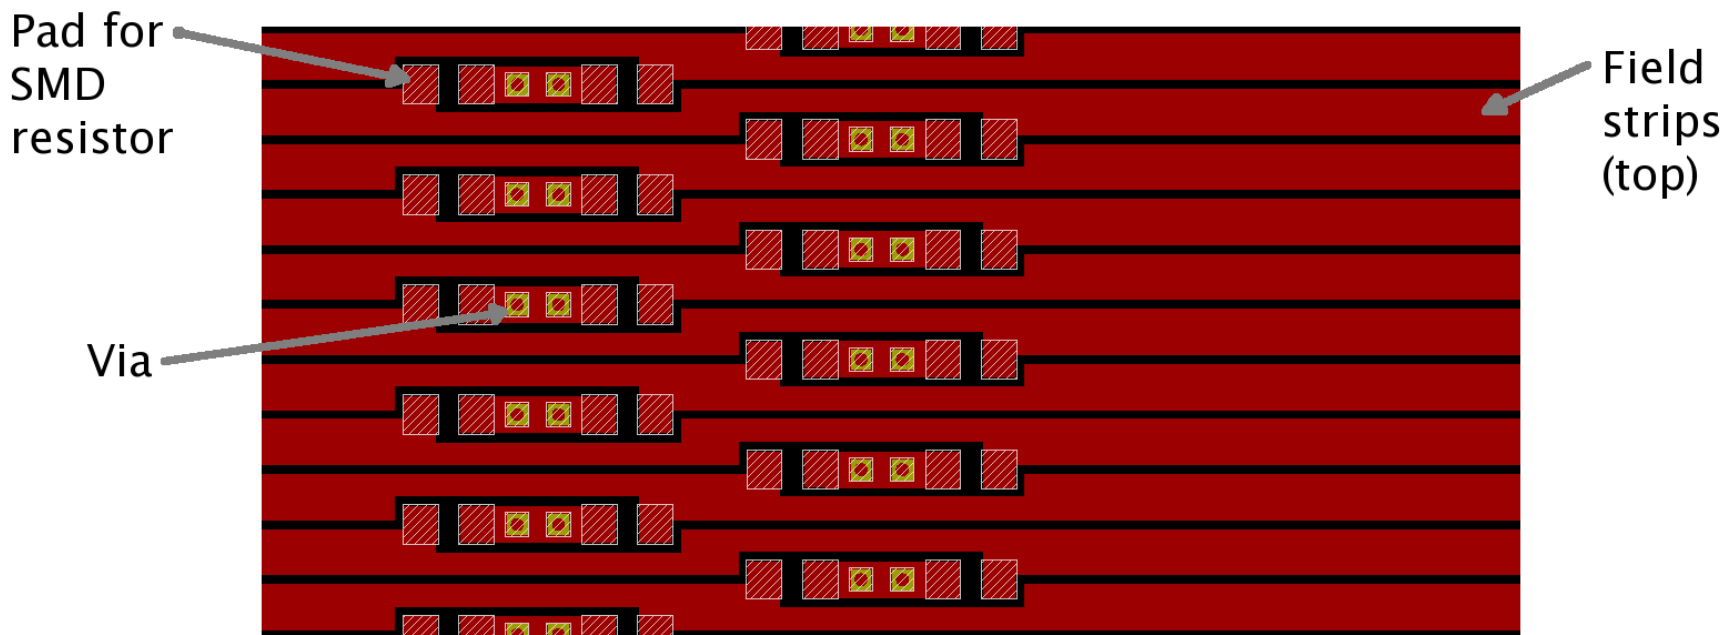 Pad for
SMD
resistor
Field
strips
(top)
Via